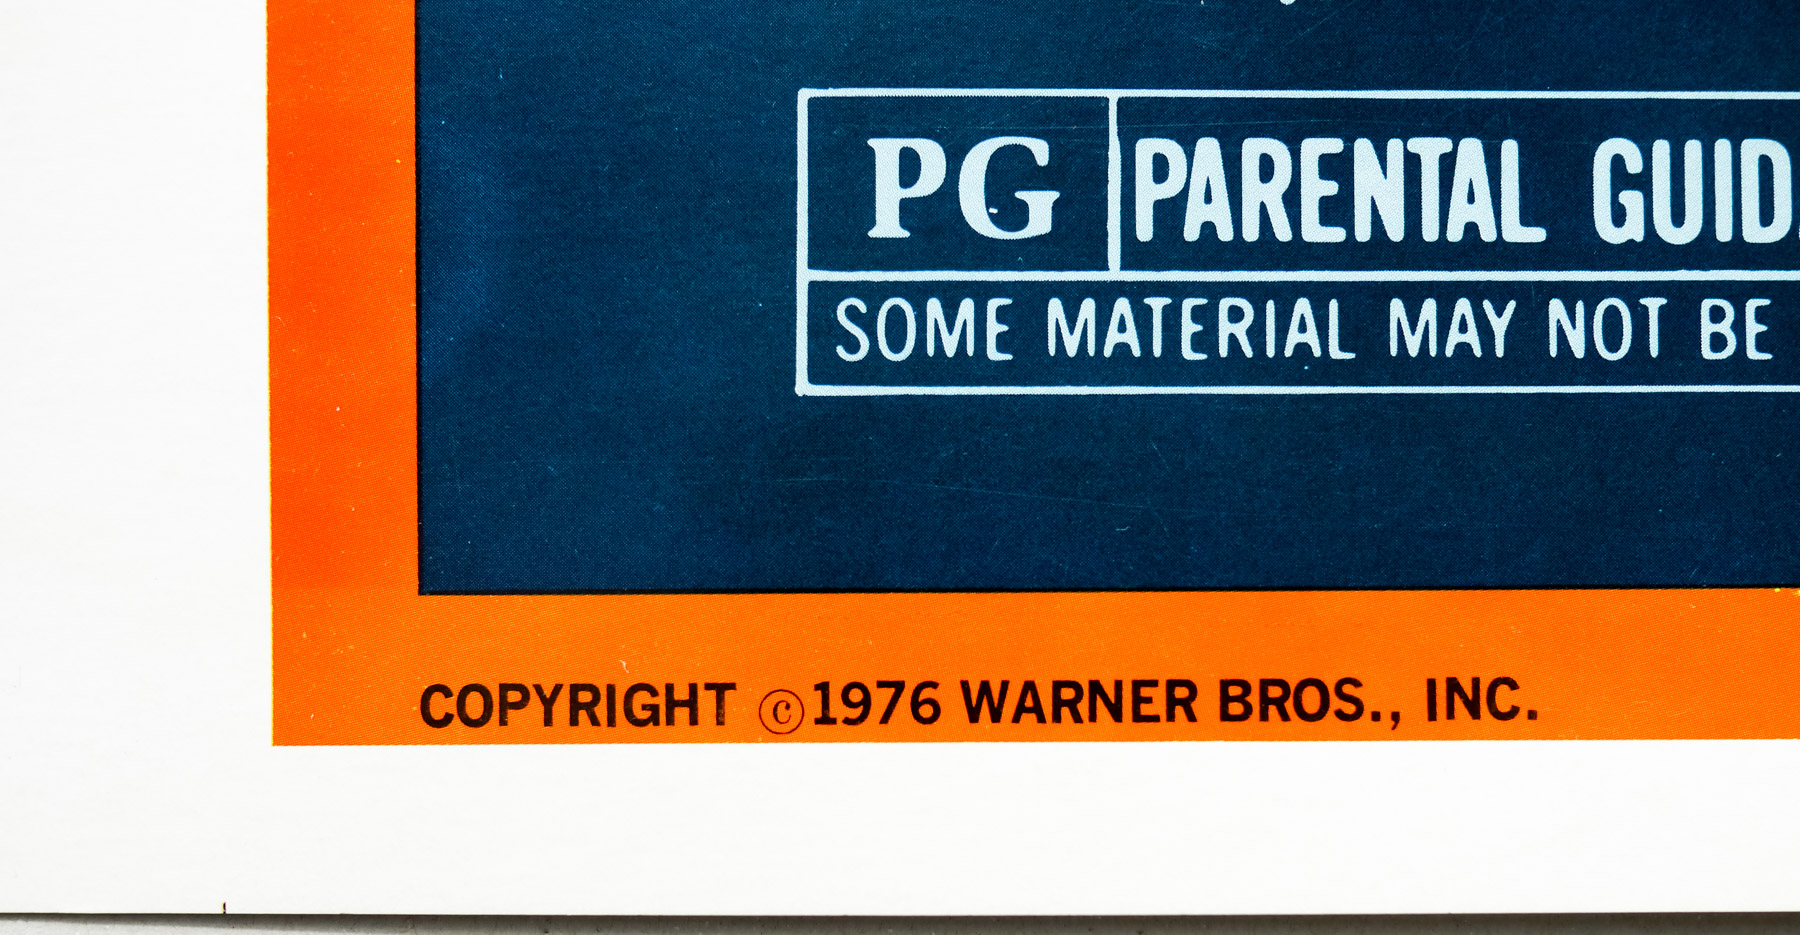 PG PARENTAL GUID
SOME MATERIAL MAY NOT BE
COPYRIGHT ©1976 WARNER BROS., INC.